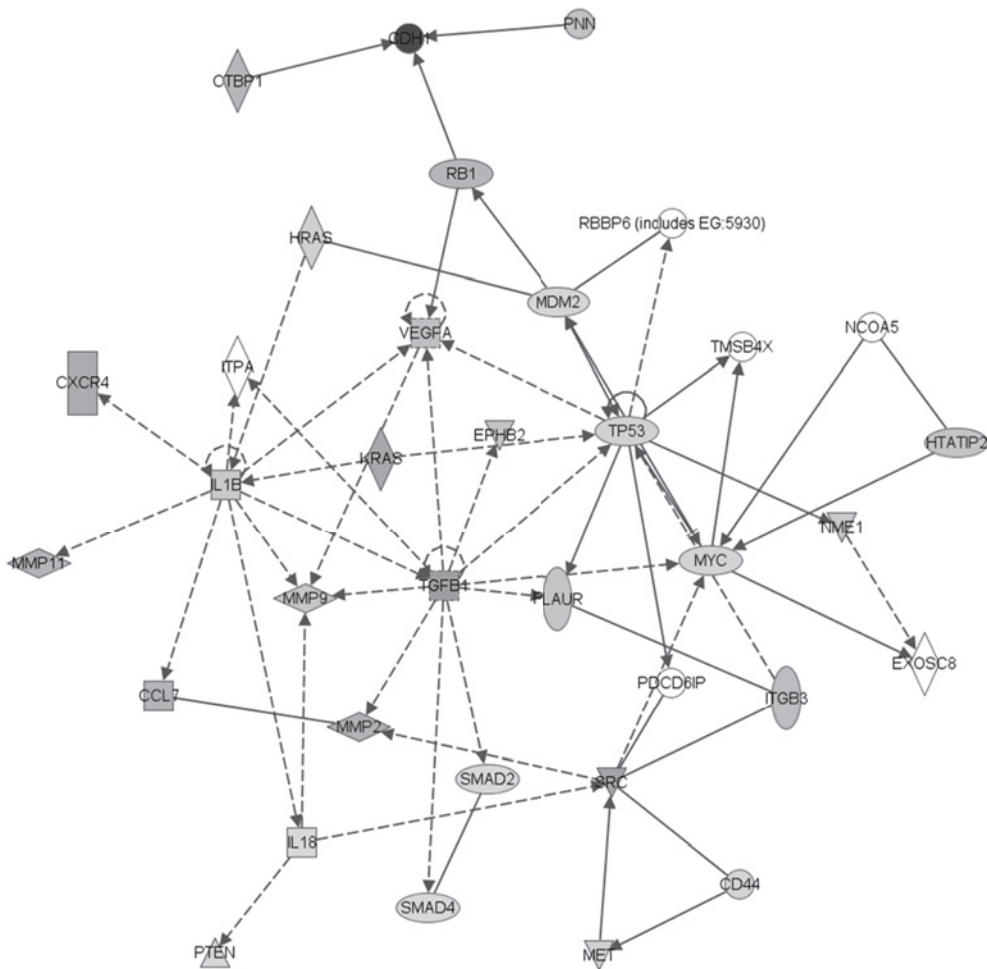 PNN
CDH1
CTBP1
RB1
RBBP6 (includes EG:5930)
HRAS
MDM2
NCOA5
VEGFA
TMSB4X
ITPA
CXCR4
EPHB2
TP53
HTATIP2
KRAS
IL1B
NME1
MMP11
MYC
TGFB1
MMP9
PLAUR
EXOSC8
PDCD6IP
CCL7
ITGB3
MMP2
SMAD2
SRC
IL18
CD44
SMAD4
PTEN
MET